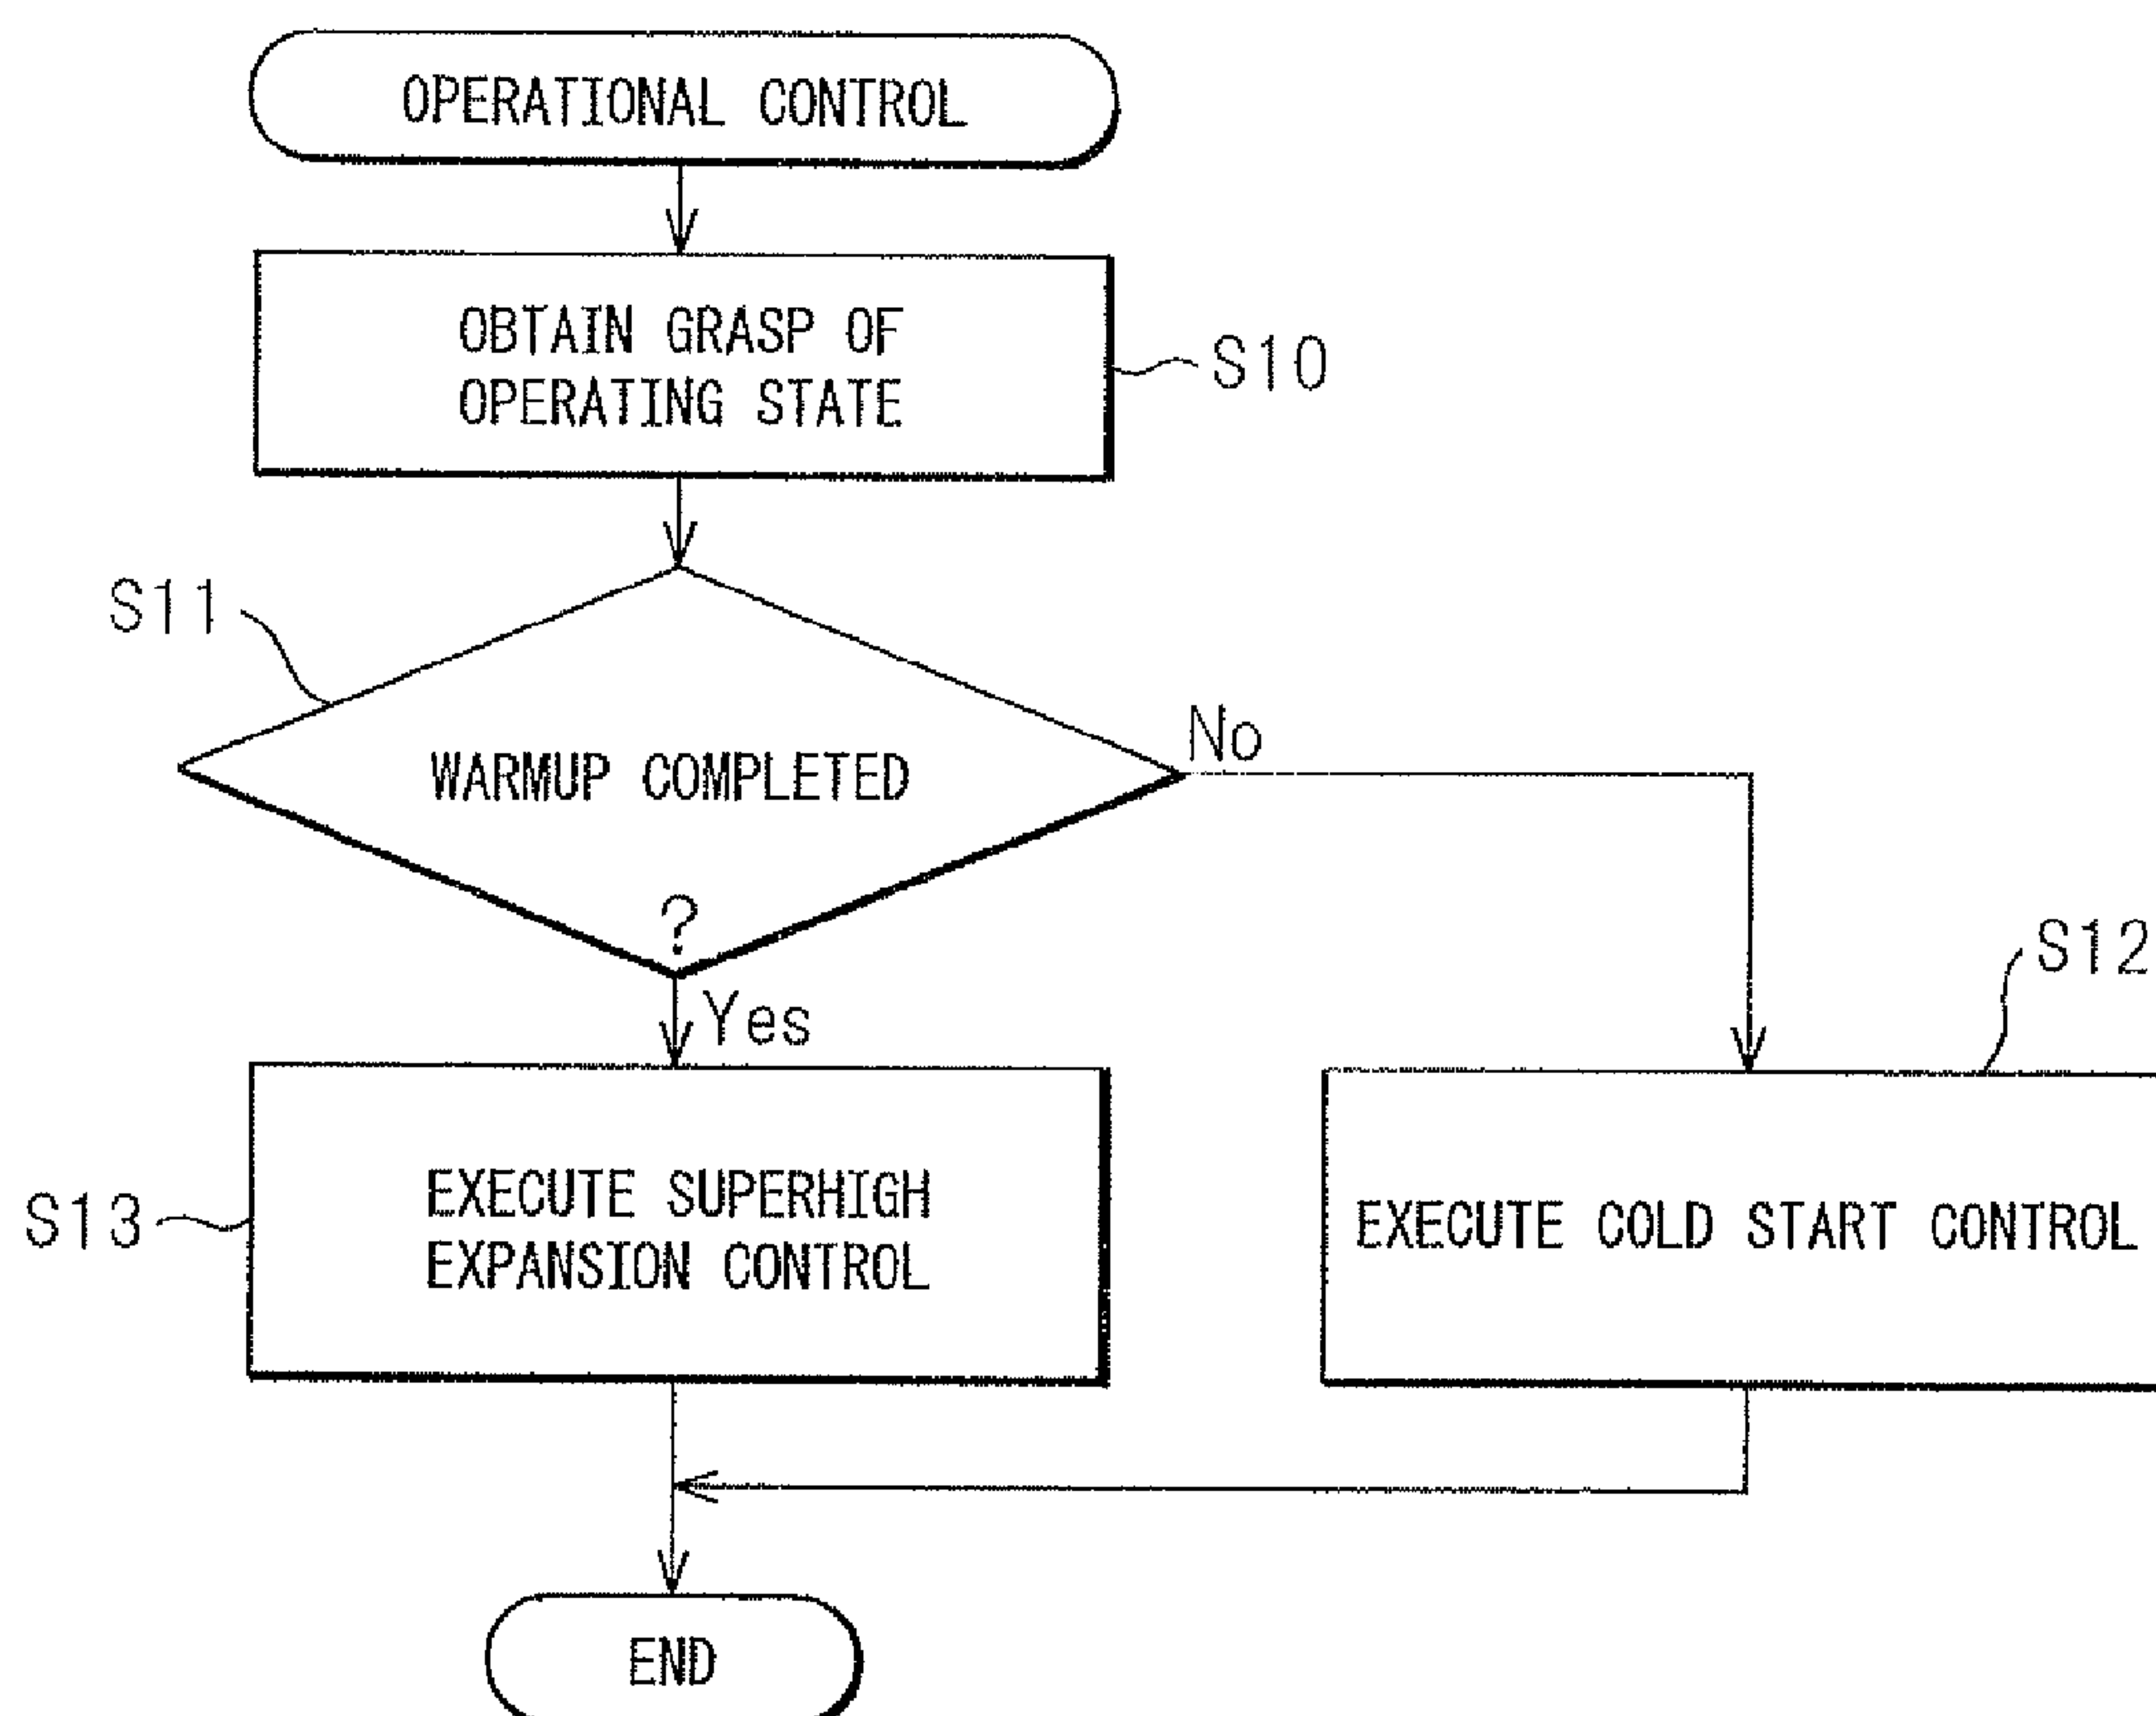 OPERATIONAL CONTROL
OBTAIN GRASP OF
OPERATING STATE
S10
S11
WARMUP COMPLETED
?
No
Yes
S12
S13
EXECUTE SUPERHIGH
EXPANSION CONTROL
EXECUTE COLD START CONTROL
END